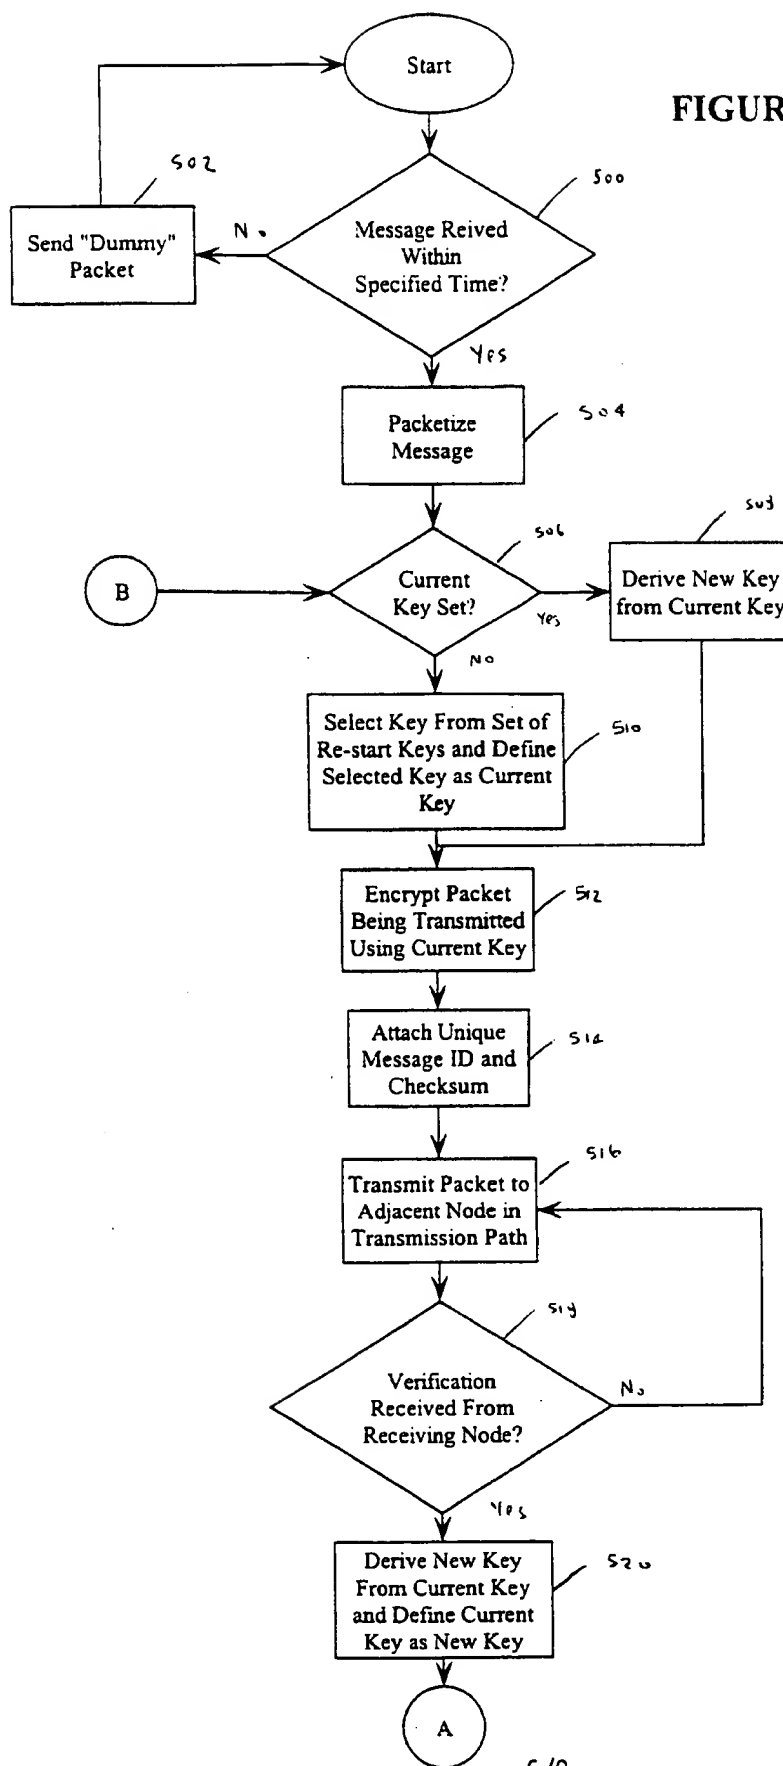 Start
FIGUR
502
500
Send "Dummy"
Packet
No
Message Reived
Within
Specified Time?
Yes
Packetize
Message
504
508
506
B
Current
Key Set?
Yes
Derive New Key
from Current Key
No
Select Key From Set of
Re-start Keys and Define
Selected Key as Current
Key
510
Encrypt Packet
Being Transmitted
Using Current Key
512
Attach Unique
Message ID and
Checksum
514
516
Transmit Packet to
Adjacent Node in
Transmission Path
518
Verification
Received From
Receiving Node?
No
Yes
Derive New Key
From Current Key
and Define Current
Key as New Key
520
A